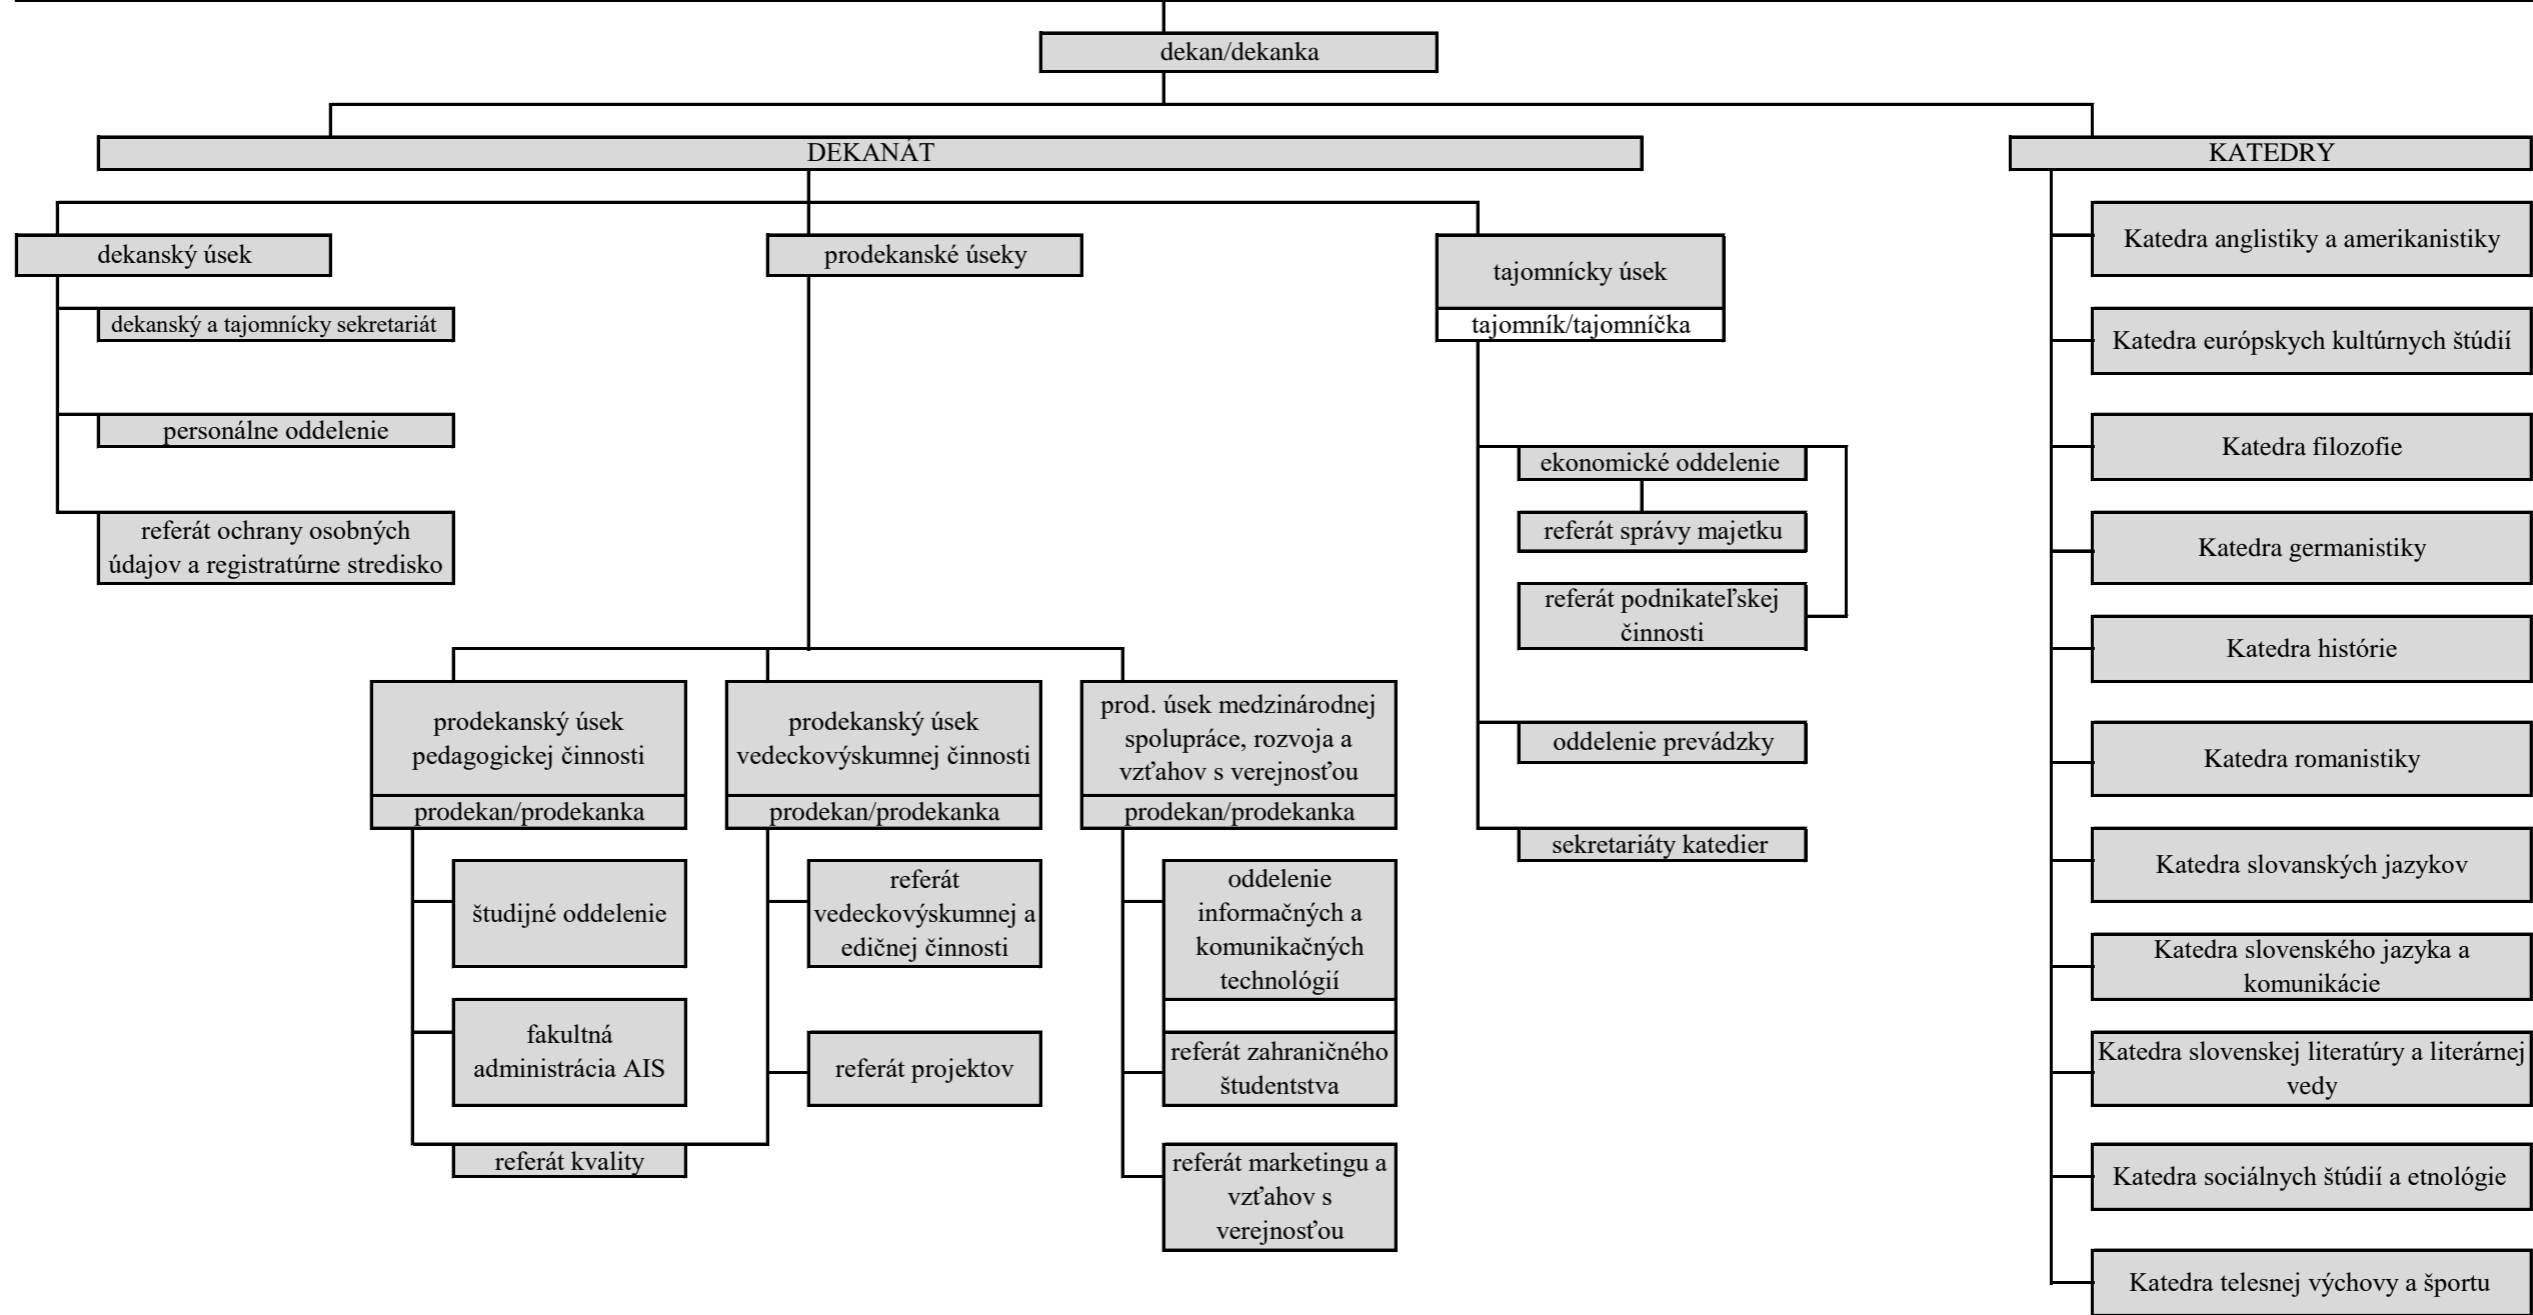 dekan/dekanka
DEKANÁT
KATEDRY
dekanský úsek
dekanský a tajomnícky sekretariát
personálne oddelenie
referát ochrany osobných
údajov a registratúrne stredisko
prodekanské úseky
prodekanský úsek
pedagogickej činnosti
prodekan/prodekanka
študijné oddelenie
fakultná
administrácia AIS
referát kvality
prodekanský úsek
vedeckovýskumnej činnosti
prodekan/prodekanka
referát
vedeckovýskumnej a
edičnej činnosti
referát projektov
prod. úsek medzinárodnej
spolupráce, rozvoja a
vzťahov s verejnosťou
prodekan/prodekanka
oddelenie
informačných a
komunikačných
technológií
referát zahraničného
študentstva
referát marketingu a
vzťahov s
verejnosťou
tajomnícky úsek
tajomník/tajomníčka
ekonomické oddelenie
referát správy majetku
referát podnikateľskej
činnosti
oddelenie prevádzky
sekretariáty katedier
Katedra anglistiky a amerikanistiky
Katedra európskych kultúrnych štúdií
Katedra filozofie
Katedra germanistiky
Katedra histórie
Katedra romanistiky
Katedra slovanských jazykov
Katedra slovenského jazyka a
komunikácie
Katedra slovenskej literatúry a literárnej
vedy
Katedra sociálnych štúdií a etnológie
Katedra telesnej výchovy a športu